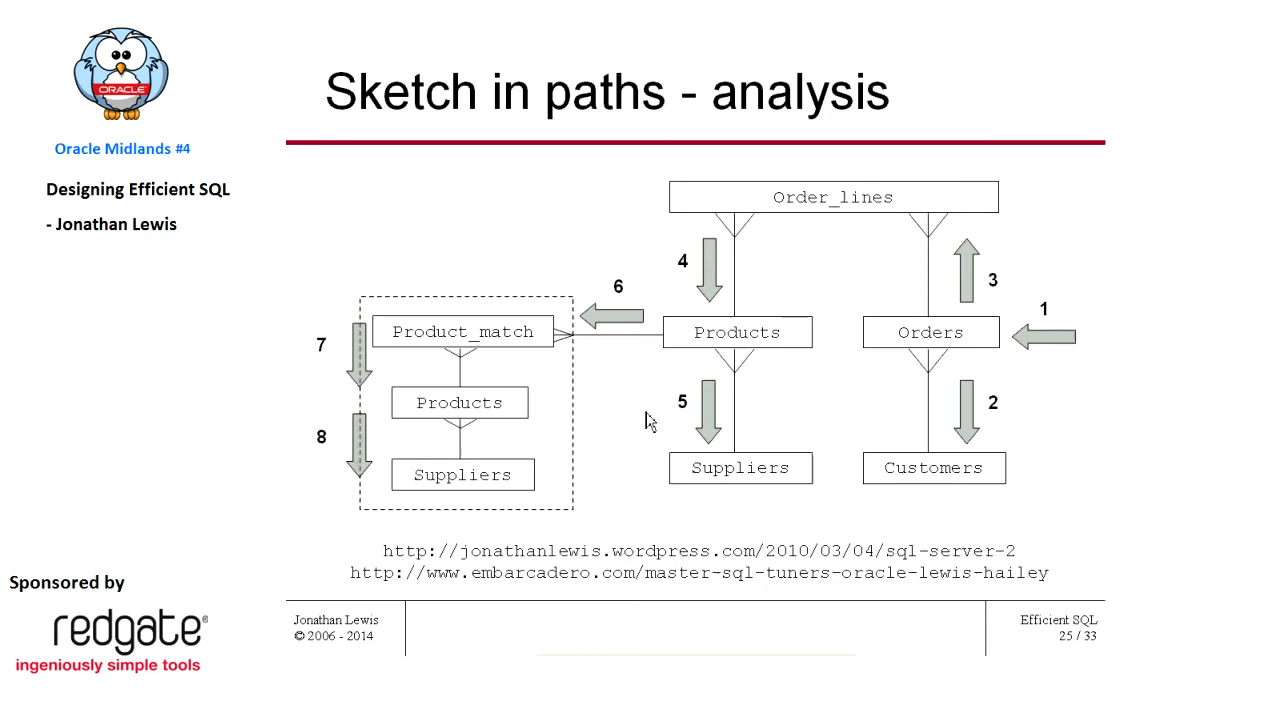 Sketch in paths - analysis
ORACLE
Oracle Midlands #4
Designing Efficient SQL
- Jonathan Lewis
Order_lines
4
3
6
1
Product_match
Products
Orders
7
5
2
Products
8
Suppliers
Suppliers
Customers
http://jonathanlewis.wordpress.com/2010/03/04/sql-server-2
http://www.embarcadero.com/master-sql-tuners-oracle-lewis-hailey
Sponsored by
redgate®
ingeniously simple tools
Jonathan Lewis
© 2006 - 2014
Efficient SQL
25 / 33